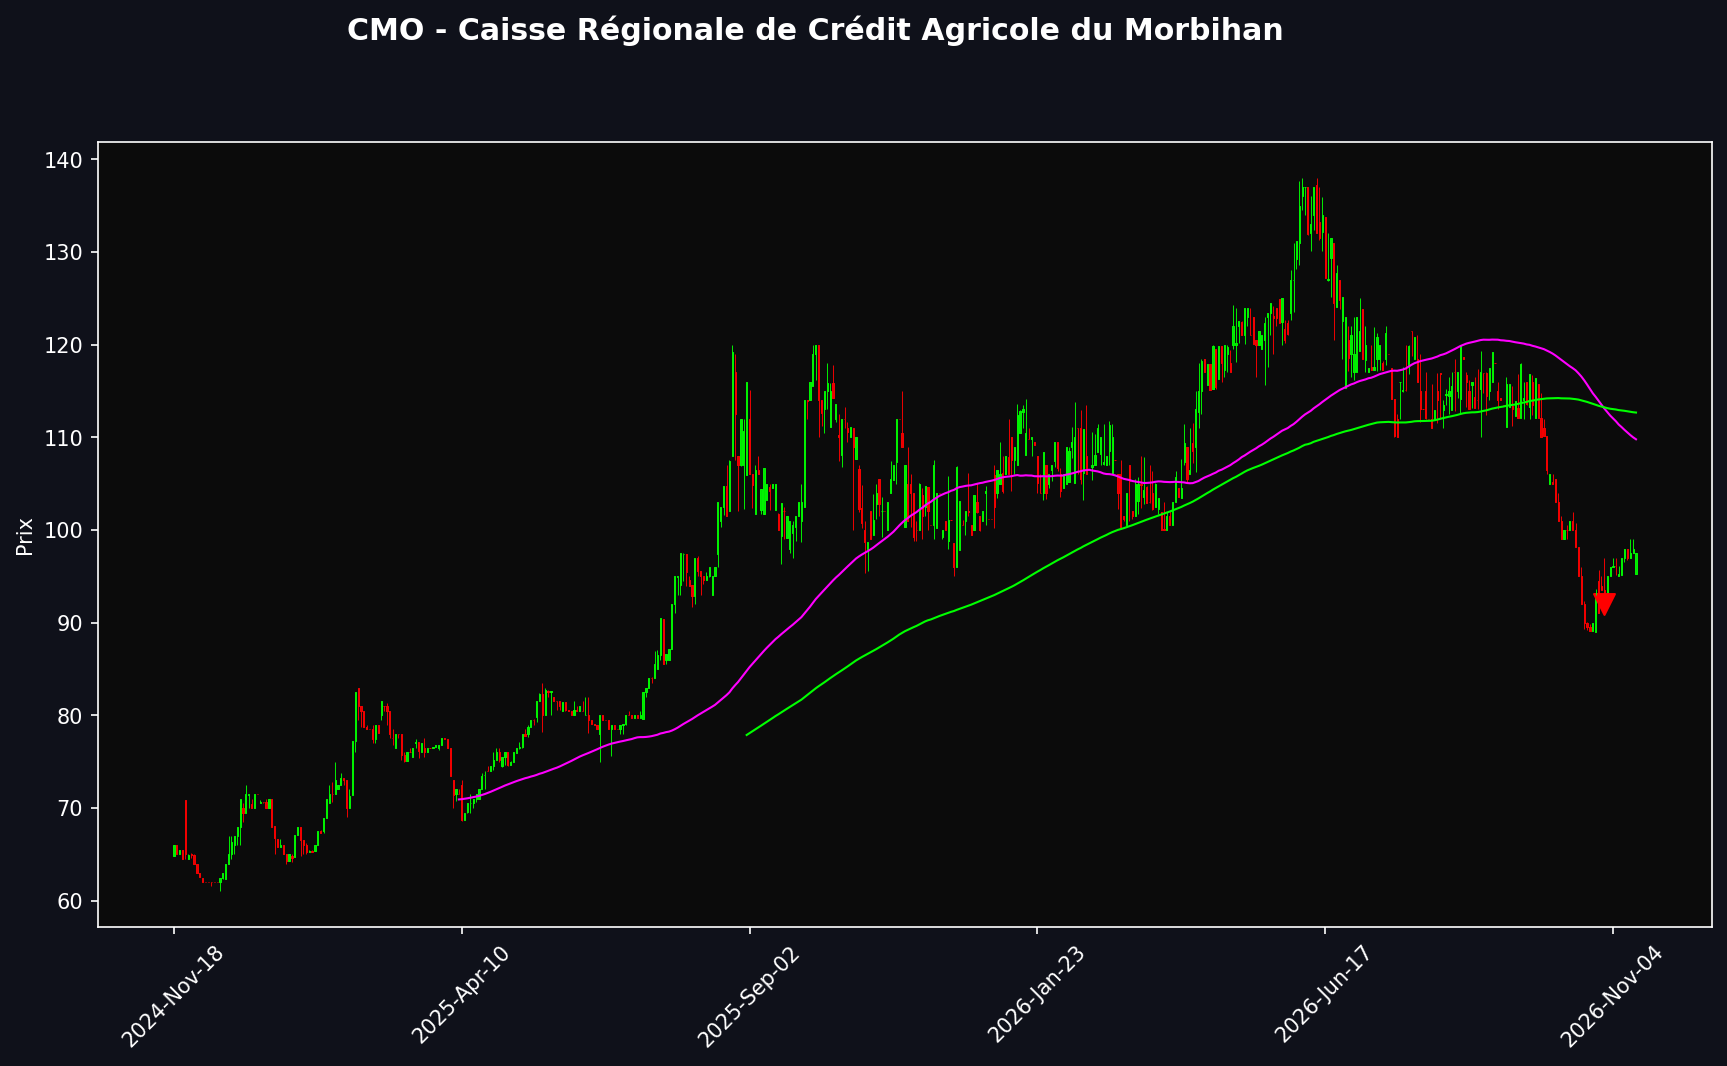 CMO - Caisse Régionale de Crédit Agricole du Morbihan
Prix
140
130
120
110
100
90
80
70
60
2024-Nov-18
2025-Apr-10
2025-Sep-02
2026-Jan-23
2026-Jun-17
2026-Nov-04